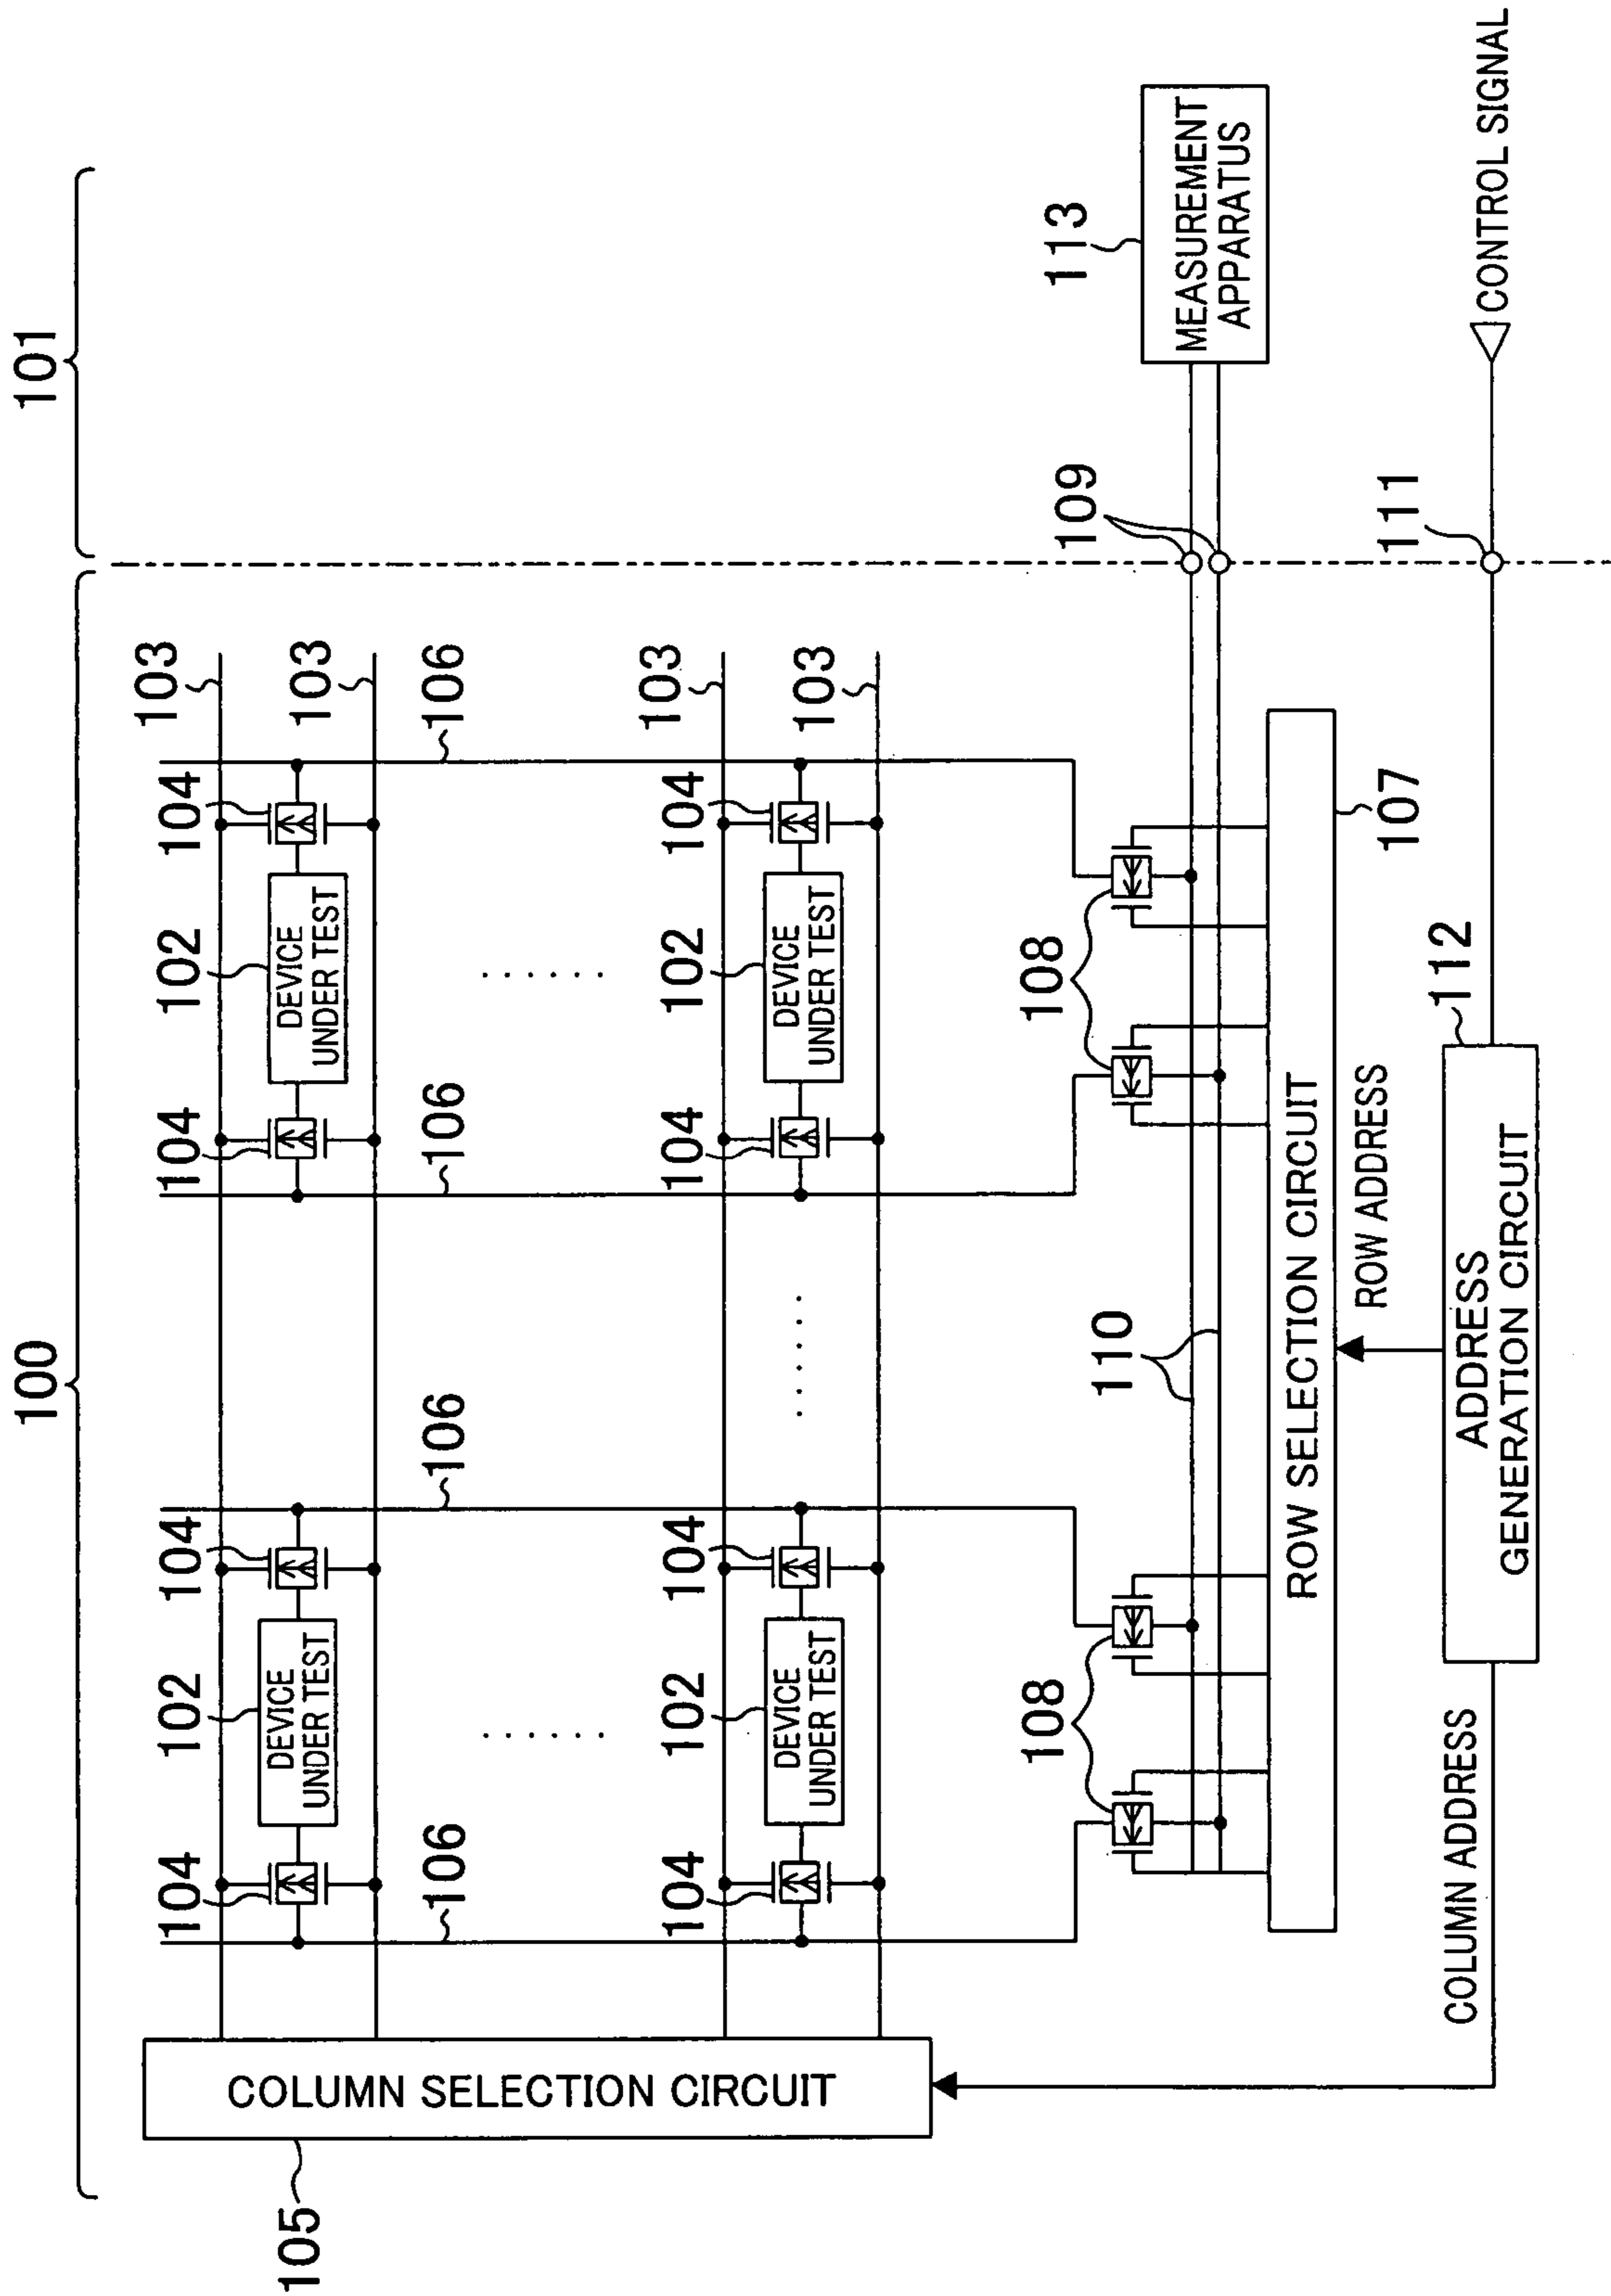 100
101
105
COLUMN SELECTION CIRCUIT
103
103
103
103
104
104
104
104
102
DEVICE
UNDER TEST
102
DEVICE
UNDER TEST
104
104
104
104
102
DEVICE
UNDER TEST
102
DEVICE
UNDER TEST
106
106
106
106
108
108
110
109
113
MEASUREMENT
APPARATUS
ROW SELECTION CIRCUIT
107
ROW ADDRESS
COLUMN ADDRESS
ADDRESS
GENERATION CIRCUIT
112
111
CONTROL SIGNAL